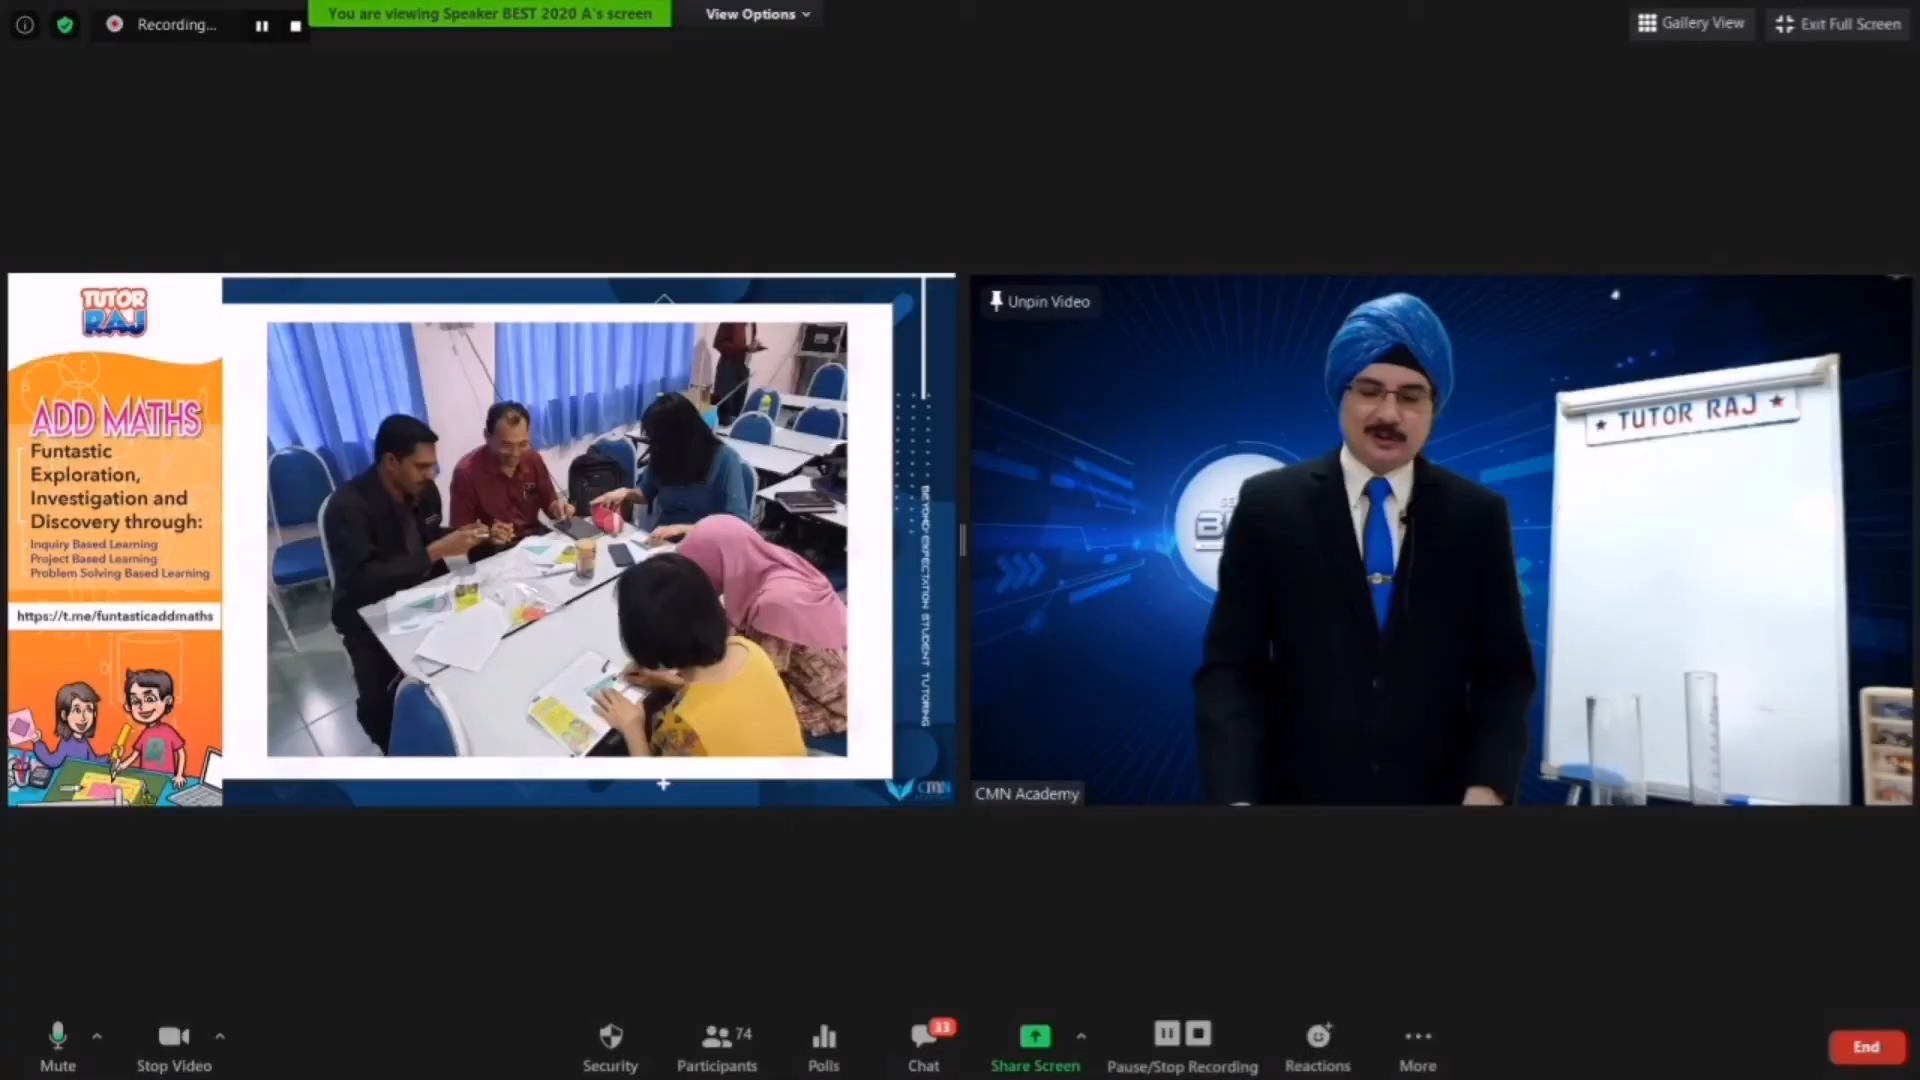 Recording...
You are viewing Speaker BEST 2020 A's screen
View Options
Gallery View
Exit Full Screen
TUTOR
RAJ
ADD MATHS
Funtastic
Exploration,
Investigation and
Discovery through:
Inquiry Based Learning
Project Based Learning
Problem Solving Based Learning
https://t.me/funtasticaddmaths
BEYOND EXPECTATION STUDENT TUTORING
CMN
Unpin Video
★ TUTOR RAJ ★
CMN Academy
Mute
Stop Video
Security
Participants
74
Polls
Chat
33
Share Screen
Pause/Stop Recording
Reactions
More
End